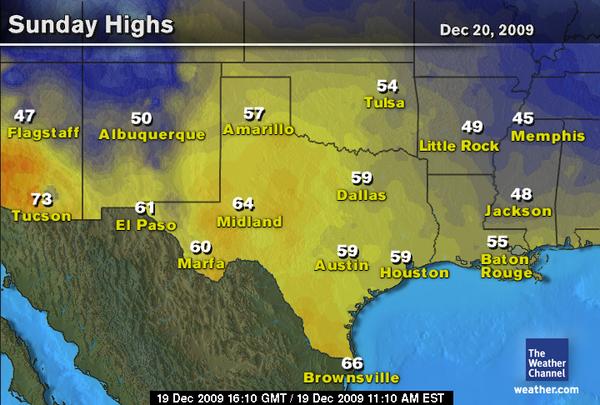 Sunday Highs
Dec 20, 2009
54
Tulsa
47
Flagstaff
50
Albuquerque
57
Amarillo
49
Little Rock
45
Memphis
73
Tucson
61
El Paso
64
Midland
59
Dallas
48
Jackson
60
Marfa
59
Austin
59
Houston
55
Baton
Rouge
66
Brownsville
The
Weather
Channel
weather.com
19 Dec 2009 16:10 GMT / 19 Dec 2009 11:10 AM EST